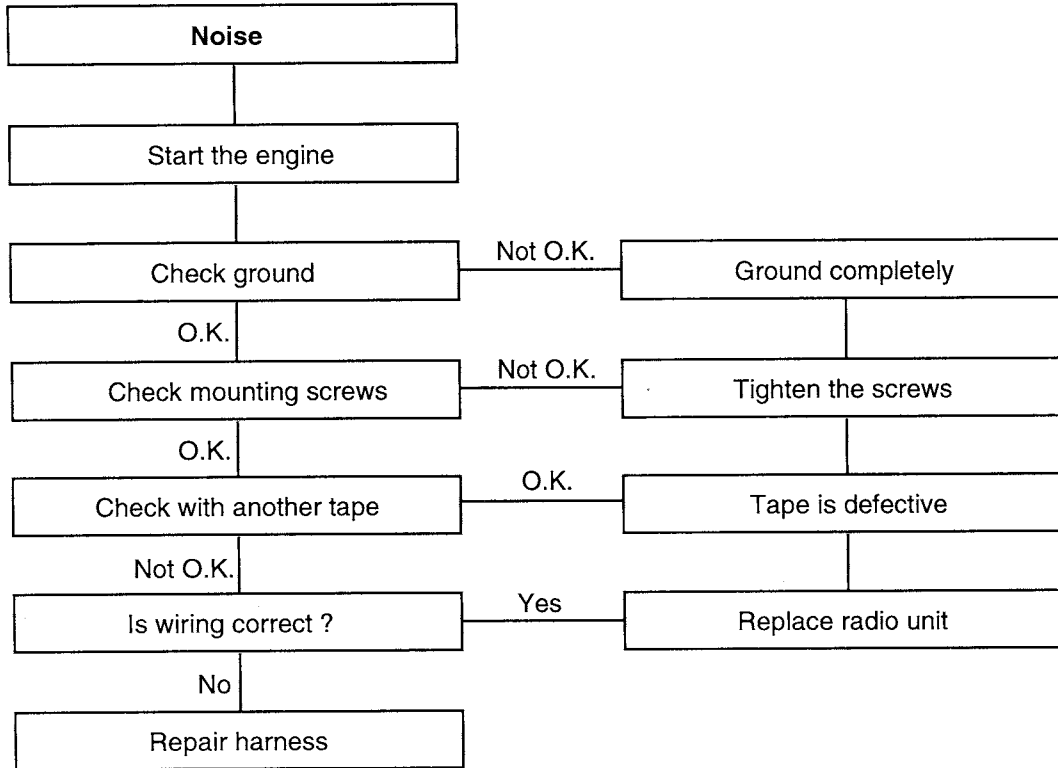 Noise
Start the engine
Check ground
Not O.K.
Ground completely
O.K.
Check mounting screws
Not O.K.
Tighten the screws
O.K.
Check with another tape
O.K.
Tape is defective
Not O.K.
Is wiring correct ?
Yes
Replace radio unit
No
Repair harness